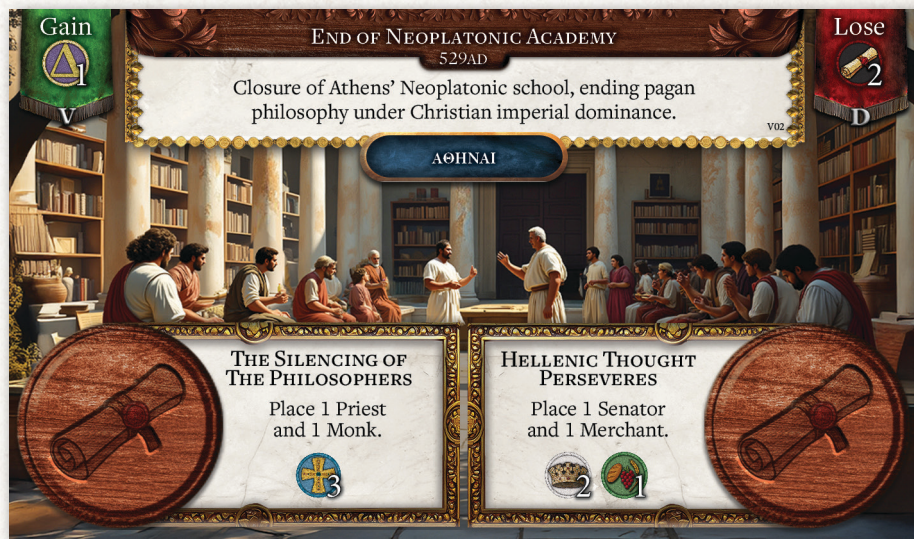 Gain
1
V
END OF NEOPLATONIC ACADEMY
529AD
Lose
2
D
Closure of Athens’ Neoplatonic school, ending pagan
philosophy under Christian imperial dominance.
V02
ΑΘΗΝΑΙ
THE SILENCING OF
THE PHILOSOPHERS
Place 1 Priest
and 1 Monk.
3
HELLENIC THOUGHT
PERSEVERES
Place 1 Senator
and 1 Merchant.
2 1